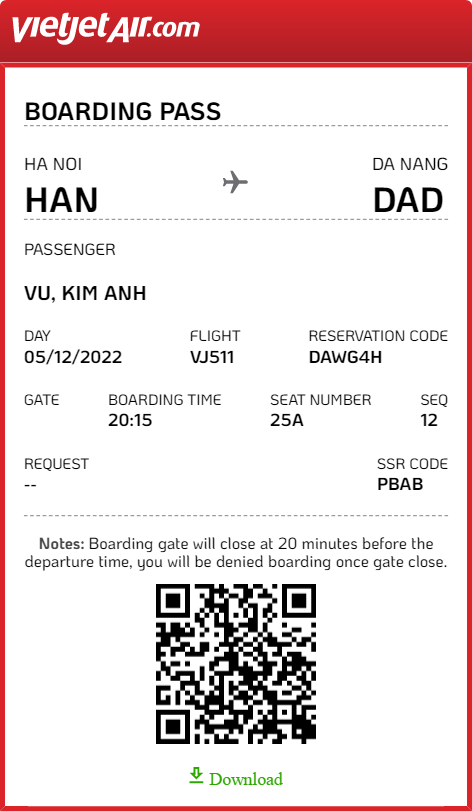 vietjetAir.com
BOARDING PASS
HA NOI DA NANG
HAN DAD
PASSENGER
VU, KIM ANH
DAY FLIGHT RESERVATION CODE
05/12/2022 VJ511 DAWG4H
GATE BOARDING TIME SEAT NUMBER SEQ
20:15 25A 12
REQUEST SSR CODE
-- PBAB
Notes: Boarding gate will close at 20 minutes before the
departure time, you will be denied boarding once gate close.
Download